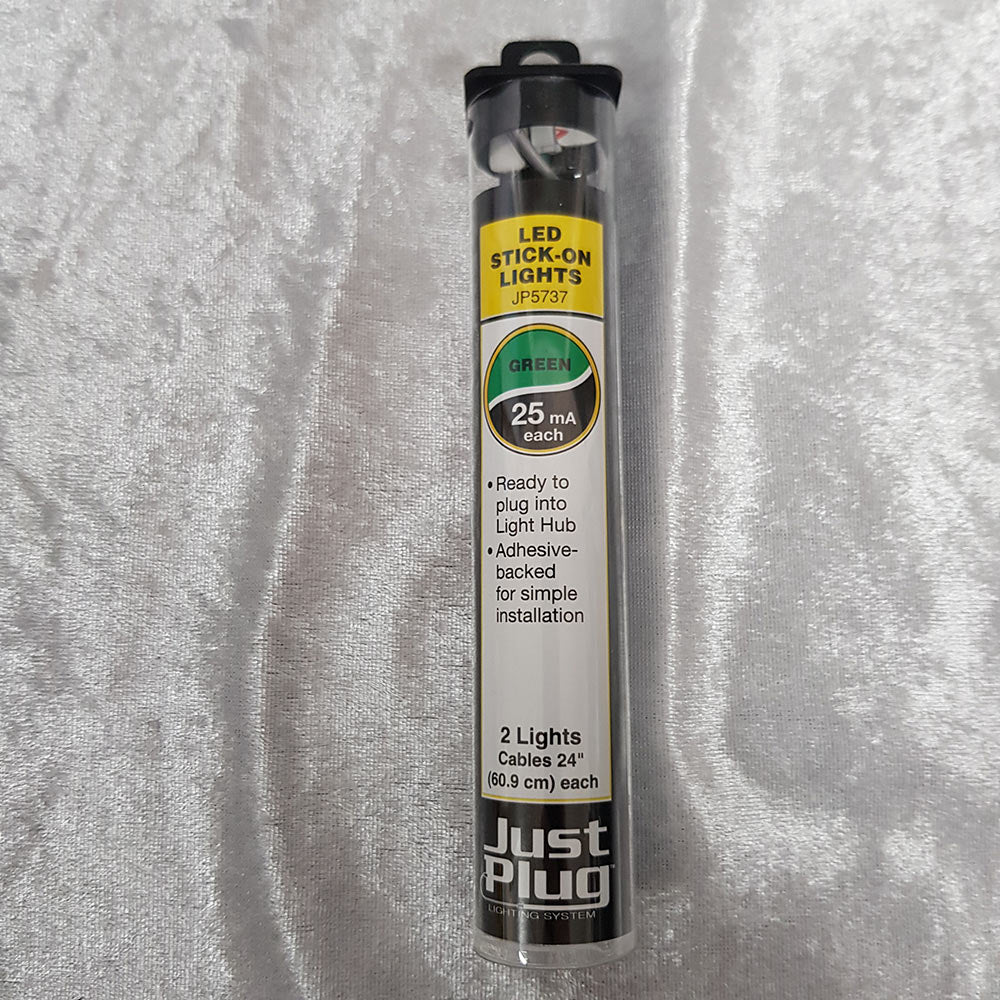 LED
STICK-ON
LIGHTS
JP5737
GREEN
25 mA
each
• Ready to
plug into
Light Hub
• Adhesive-
backed
for simple
installation
2 Lights
Cables 24"
(60.9 cm) each
Just
Plug™
LIGHTING SYSTEM